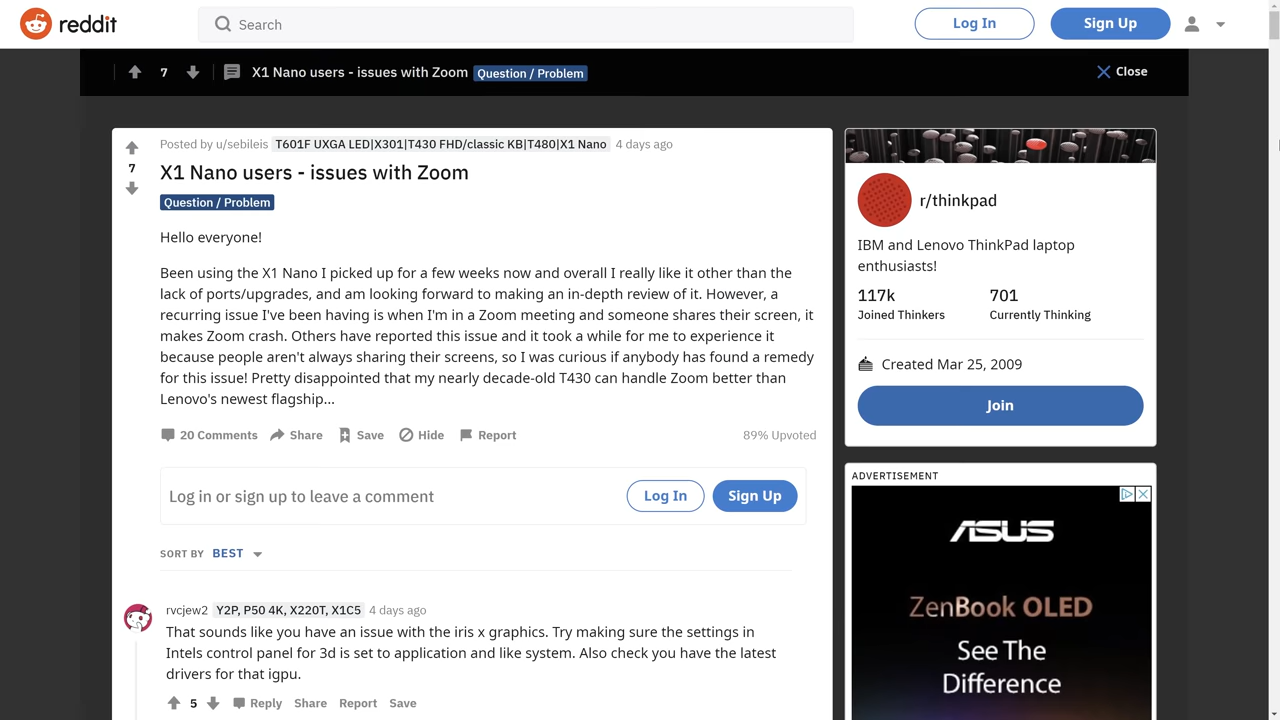 reddit
Search
Log In
Sign Up
7
X1 Nano users - issues with Zoom
Question / Problem
Close
7
Posted by u/sebileis T601F UXGA LED|X301|T430 FHD/classic KB|T480|X1 Nano 4 days ago
X1 Nano users - issues with Zoom
Question / Problem
Hello everyone!
Been using the X1 Nano I picked up for a few weeks now and overall I really like it other than the
lack of ports/upgrades, and am looking forward to making an in-depth review of it. However, a
recurring issue I've been having is when I'm in a Zoom meeting and someone shares their screen, it
makes Zoom crash. Others have reported this issue and it took a while for me to experience it
because people aren't always sharing their screens, so I was curious if anybody has found a remedy
for this issue! Pretty disappointed that my nearly decade-old T430 can handle Zoom better than
Lenovo's newest flagship...
20 Comments Share Save Hide Report 89% Upvoted
Log in or sign up to leave a comment
Log In
Sign Up
SORT BY BEST
rvcjew2 Y2P, P50 4K, X220T, X1C5 4 days ago
That sounds like you have an issue with the iris x graphics. Try making sure the settings in
Intels control panel for 3d is set to application and like system. Also check you have the latest
drivers for that igpu.
5 Reply Share Report Save
r/thinkpad
IBM and Lenovo ThinkPad laptop
enthusiasts!
117k 701
Joined Thinkers Currently Thinking
Created Mar 25, 2009
Join
ADVERTISEMENT
ASUS
ZenBook OLED
See The
Difference